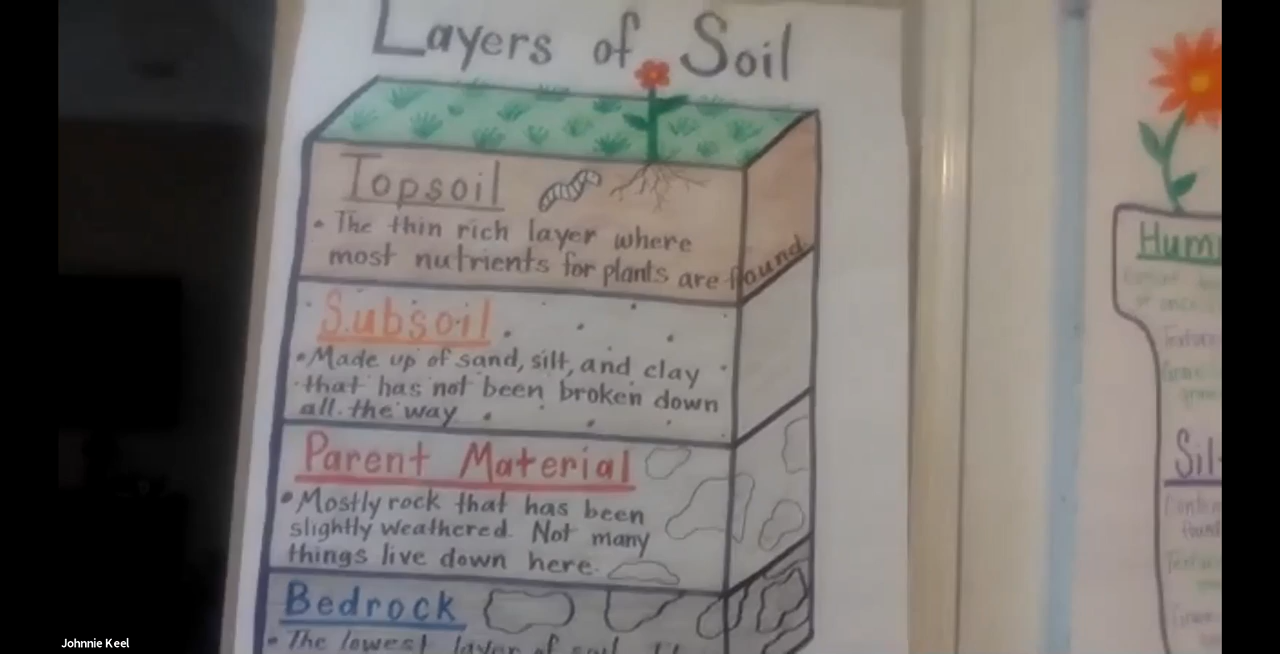 Layers of Soil
Topsoil
• The thin rich layer where
most nutrients for plants are found.
Subsoil
• Made up of sand, silt, and clay
that has not been broken down
all the way
Parent Material
• Mostly rock that has been
slightly weathered. Not many
things live down here.
Bedrock
• The lowest layer of soil
Hum
Sil
Johnnie Keel